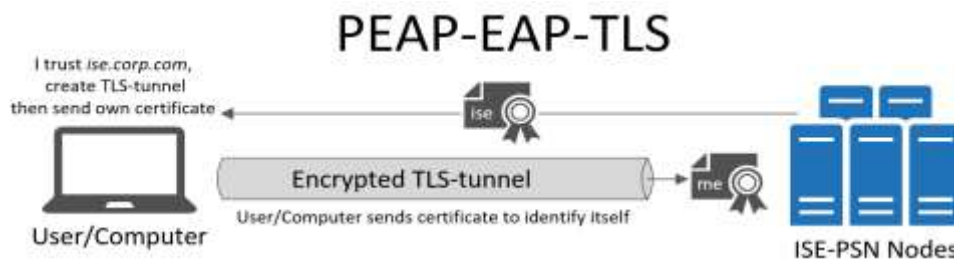 PEAP-EAP-TLS
I trust ise.corp.com,
create TLS-tunnel
then send own certificate
ise
Encrypted TLS-tunnel
me
User/Computer sends certificate to identify itself
User/Computer
ISE-PSN Nodes